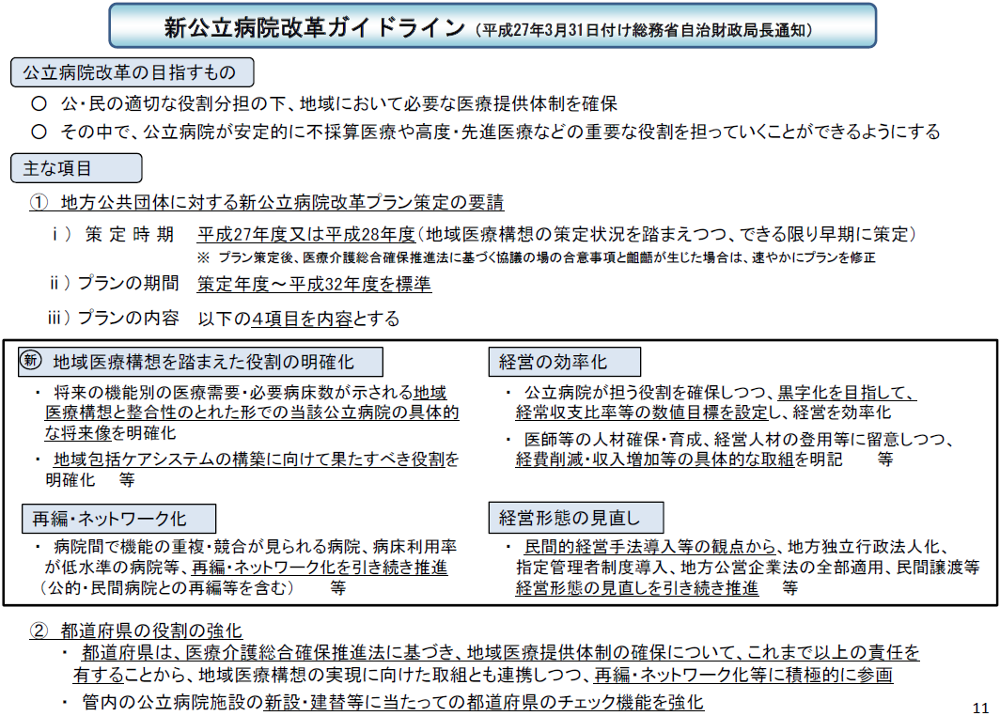 新公立病院改革ガイドライン（平成27年3月31日付け総務省自治財政局長通知）
公立病院改革の目指すもの
○ 公・民の適切な役割分担の下、地域において必要な医療提供体制を確保
○ その中で、公立病院が安定的に不採算医療や高度・先進医療などの重要な役割を担っていくことができるようにする
主な項目
① 地方公共団体に対する新公立病院改革プラン策定の要請
ⅰ）策定時期 平成27年度又は平成28年度（地域医療構想の策定状況を踏まえつつ、できる限り早期に策定）
※ プラン策定後、医療介護総合確保推進法に基づく協議の場の合意事項と齟齬が生じた場合は、速やかにプランを修正
ⅱ）プランの期間 策定年度～平成32年度を標準
ⅲ）プランの内容 以下の４項目を内容とする
新 地域医療構想を踏まえた役割の明確化
・ 将来の機能別の医療需要・必要病床数が示される地域
医療構想と整合性のとれた形での当該公立病院の具体的
な将来像を明確化
・ 地域包括ケアシステムの構築に向けて果たすべき役割を
明確化 等
経営の効率化
・ 公立病院が担う役割を確保しつつ、黒字化を目指して、
経常収支比率等の数値目標を設定し、経営を効率化
・ 医師等の人材確保・育成、経営人材の登用等に留意しつつ、
経費削減・収入増加等の具体的な取組を明記 等
再編・ネットワーク化
・ 病院間で機能の重複・競合が見られる病院、病床利用率
が低水準の病院等、再編・ネットワーク化を引き続き推進
（公的・民間病院との再編等を含む） 等
経営形態の見直し
・ 民間的経営手法導入等の観点から、地方独立行政法人化、
指定管理者制度導入、地方公営企業法の全部適用、民間譲渡等
経営形態の見直しを引き続き推進 等
② 都道府県の役割の強化
・ 都道府県は、医療介護総合確保推進法に基づき、地域医療提供体制の確保について、これまで以上の責任を
有することから、地域医療構想の実現に向けた取組とも連携しつつ、再編・ネットワーク化等に積極的に参画
・ 管内の公立病院施設の新設・建替等に当たっての都道府県のチェック機能を強化
11